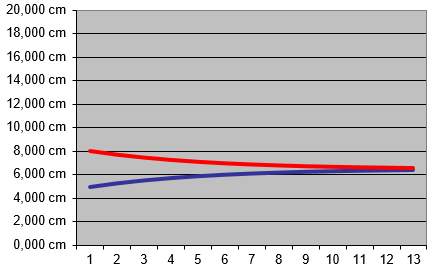 20,000 cm
18,000 cm
16,000 cm
14,000 cm
12,000 cm
10,000 cm
8,000 cm
6,000 cm
4,000 cm
2,000 cm
0,000 cm
1 2 3 4 5 6 7 8 9 10 11 12 13